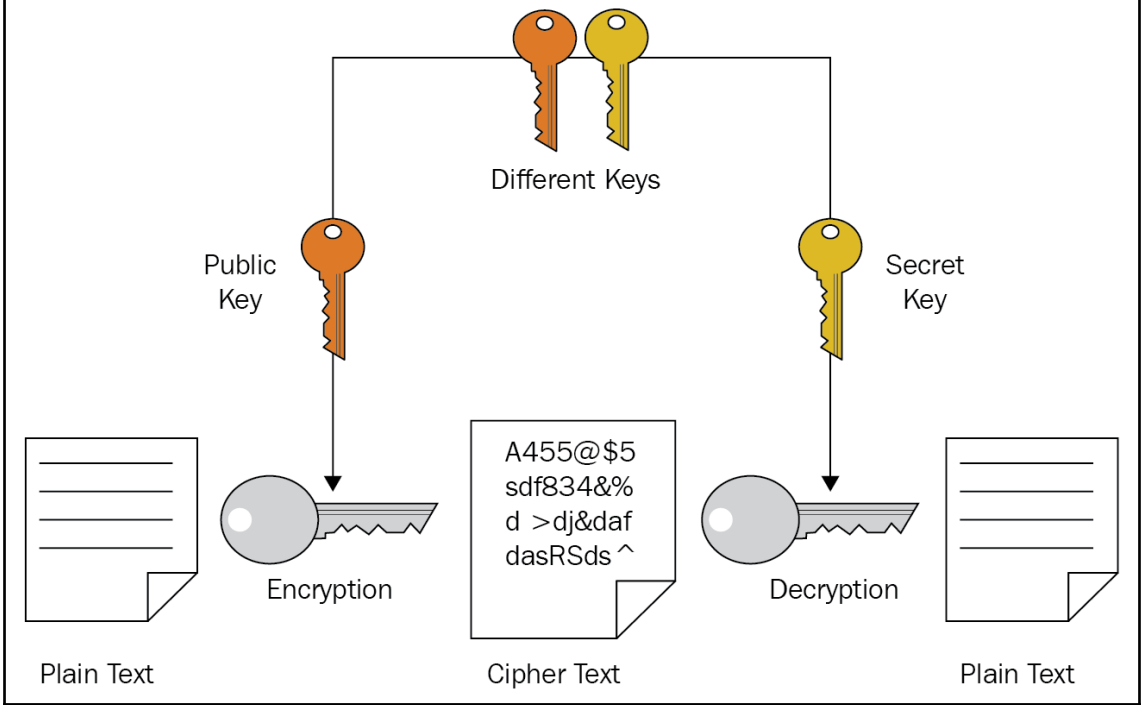 Different Keys
Public
Key
Secret
Key
A455@$5
sdf834&%
d >dj&daf
dasRSds^
Encryption
Decryption
Plain Text
Cipher Text
Plain Text